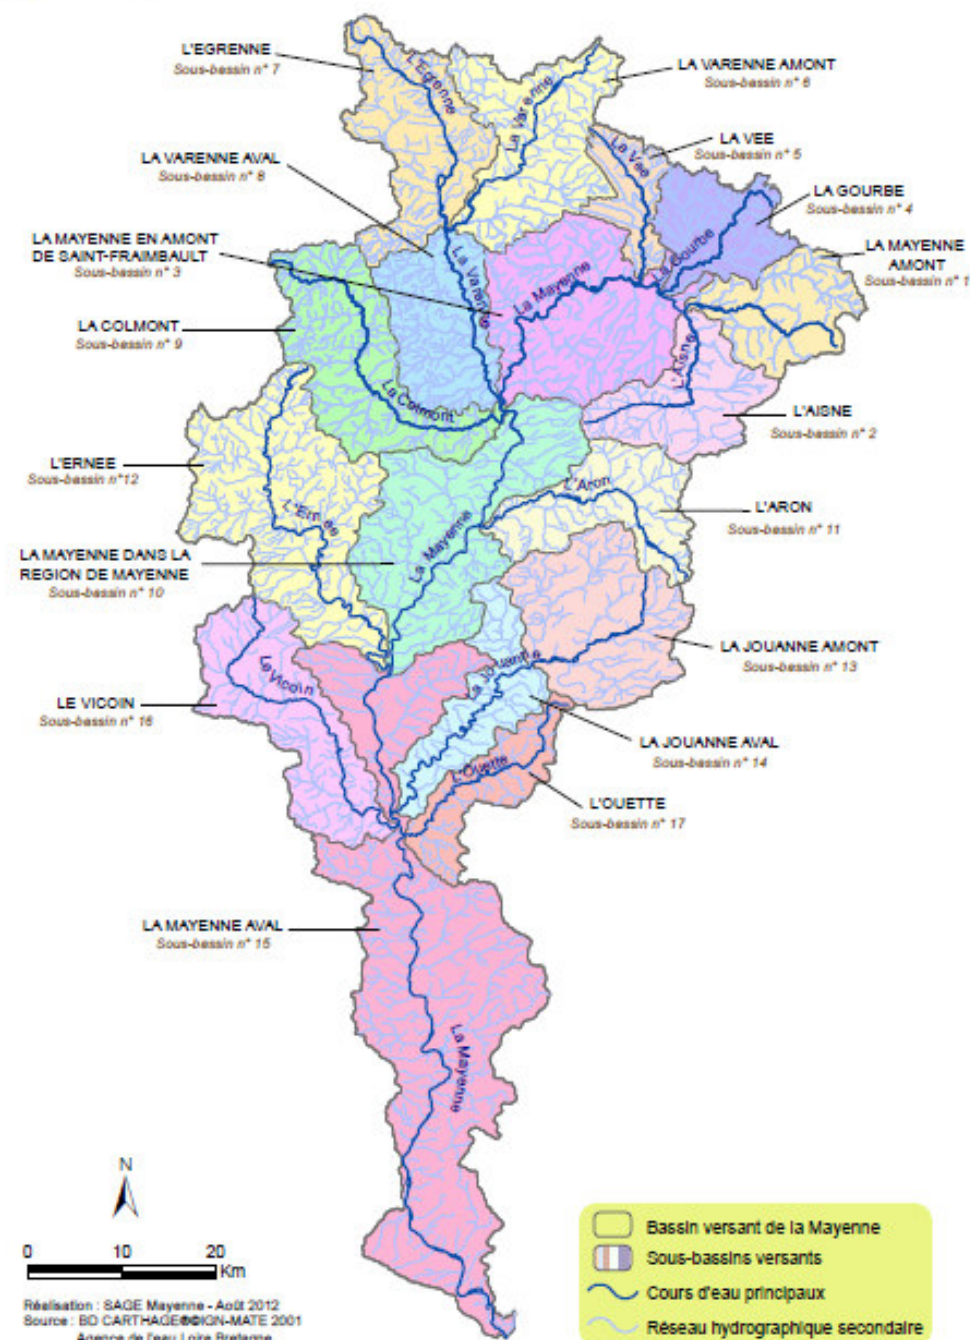 L'EGRENNE
Sous-bassin n° 7
LA VARENNE AMONT
Sous-bassin n° 6
L'Egrenne
La Varenne
LA VEE
Sous-bassin n° 5
La Vée
LA VARENNE AVAL
Sous-bassin n° 8
LA GOURBE
Sous-bassin n° 4
La Gourbe
LA MAYENNE EN AMONT
DE SAINT-FRAIMBAULT
Sous-bassin n° 3
LA MAYENNE
AMONT
Sous-bassin n° 1
La Varenne
La Mayenne
LA COLMONT
Sous-bassin n° 9
L'Aisne
La Colmont
L'AISNE
Sous-bassin n° 2
L'ERNEE
Sous-bassin n°12
L'Aron
L'ARON
Sous-bassin n° 11
L'Ernée
La Mayenne
LA MAYENNE DANS LA
REGION DE MAYENNE
Sous-bassin n° 10
LA JOUANNE AMONT
Sous-bassin n° 13
La Jouanne
Le Vicoin
LE VICOIN
Sous-bassin n° 16
LA JOUANNE AVAL
Sous-bassin n° 14
L'Ouette
L'OUETTE
Sous-bassin n° 17
LA MAYENNE AVAL
Sous-bassin n° 15
La Mayenne
N
0 10 20
Km
Réalisation : SAGE Mayenne - Août 2012
Source : BD CARTHAGE®©IGN-MATE 2001
Agence de l'eau Loire Bretagne
Bassin versant de la Mayenne
Sous-bassins versants
Cours d'eau principaux
Réseau hydrographique secondaire